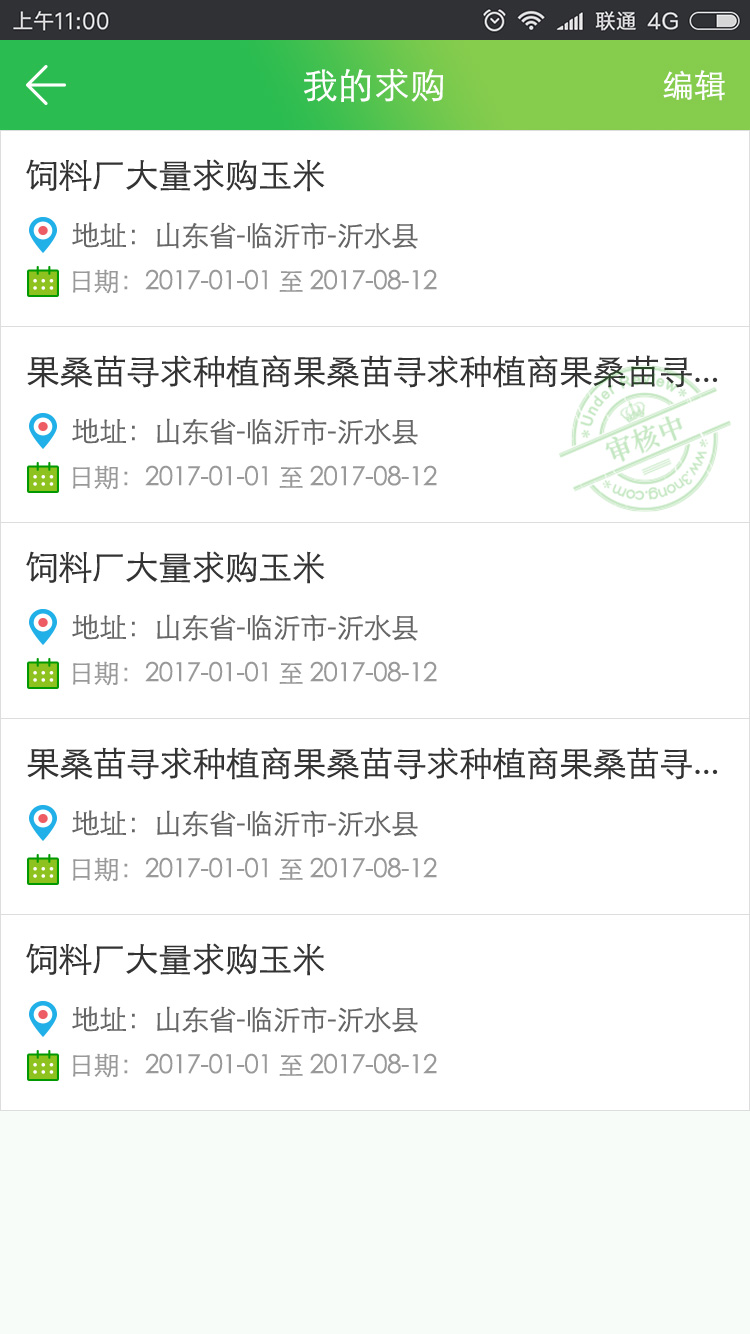 上午11:00 联通 4G
我的求购 编辑
饲料厂大量求购玉米
地址：山东省-临沂市-沂水县
日期：2017-01-01 至 2017-08-12
果桑苗寻求种植商果桑苗寻求种植商果桑苗寻...
Under Review
审核中
www.3nong.com
地址：山东省-临沂市-沂水县
日期：2017-01-01 至 2017-08-12
饲料厂大量求购玉米
地址：山东省-临沂市-沂水县
日期：2017-01-01 至 2017-08-12
果桑苗寻求种植商果桑苗寻求种植商果桑苗寻...
地址：山东省-临沂市-沂水县
日期：2017-01-01 至 2017-08-12
饲料厂大量求购玉米
地址：山东省-临沂市-沂水县
日期：2017-01-01 至 2017-08-12